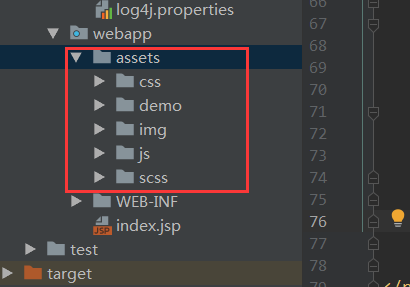 log4j.properties
webapp
assets
css
demo
img
js
scss
WEB-INF
index.jsp
test
target
66
67
68
69
70
71
72
73
74
75
76
77
78
79